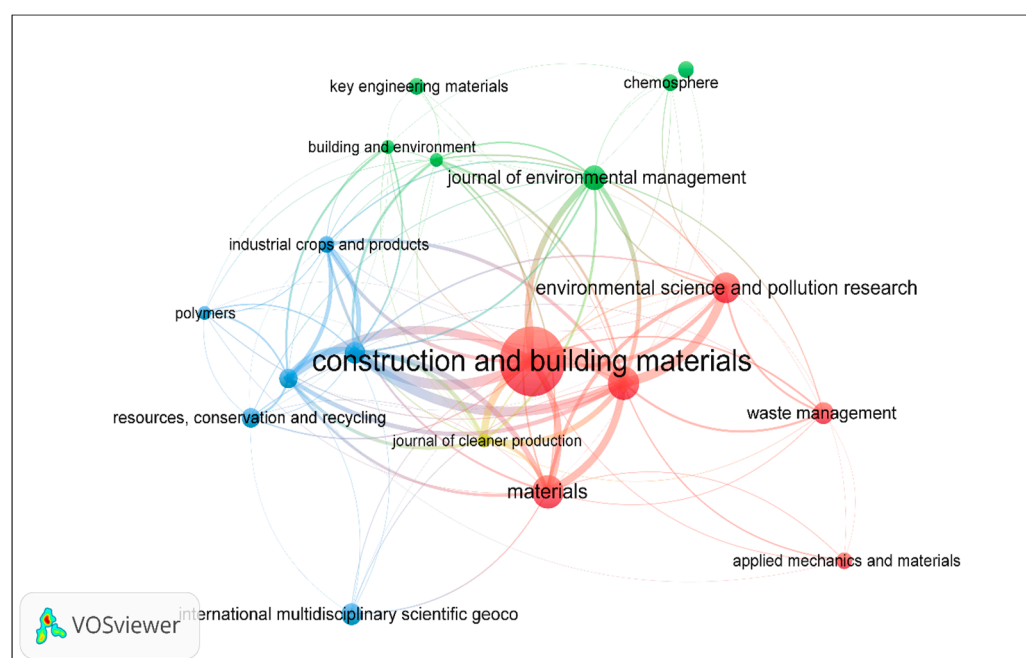 chemosphere
key engineering materials
building and environment
journal of environmental management
industrial crops and products
environmental science and pollution research
polymers
construction and building materials
resources, conservation and recycling
waste management
journal of cleaner production
materials
applied mechanics and materials
international multidisciplinary scientific geoco
VOSviewer